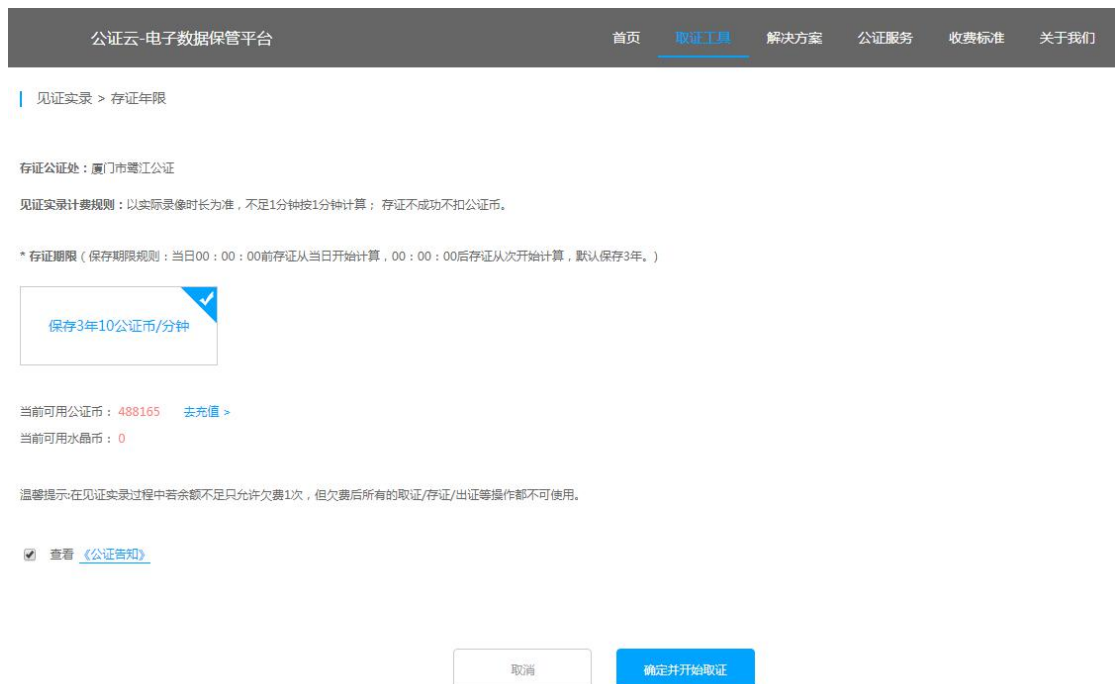 公证云-电子数据保管平台 首页 取证工具 解决方案 公证服务 收费标准 关于我们
见证实录 > 存证年限
存证公证处：厦门市鹭江公证
见证实录计费规则：以实际录像时长为准，不足1分钟按1分钟计算； 存证不成功不扣公证币。
* 存证期限（保存期限规则：当日00：00：00前存证从当日开始计算，00：00：00后存证从次开始计算，默认保存3年。）
保存3年10公证币/分钟
当前可用公证币： 488165 去充值 >
当前可用水晶币： 0
温馨提示:在见证实录过程中若余额不足只允许欠费1次，但欠费后所有的取证/存证/出证等操作都不可使用。
查看 《公证告知》
取消 确定并开始取证